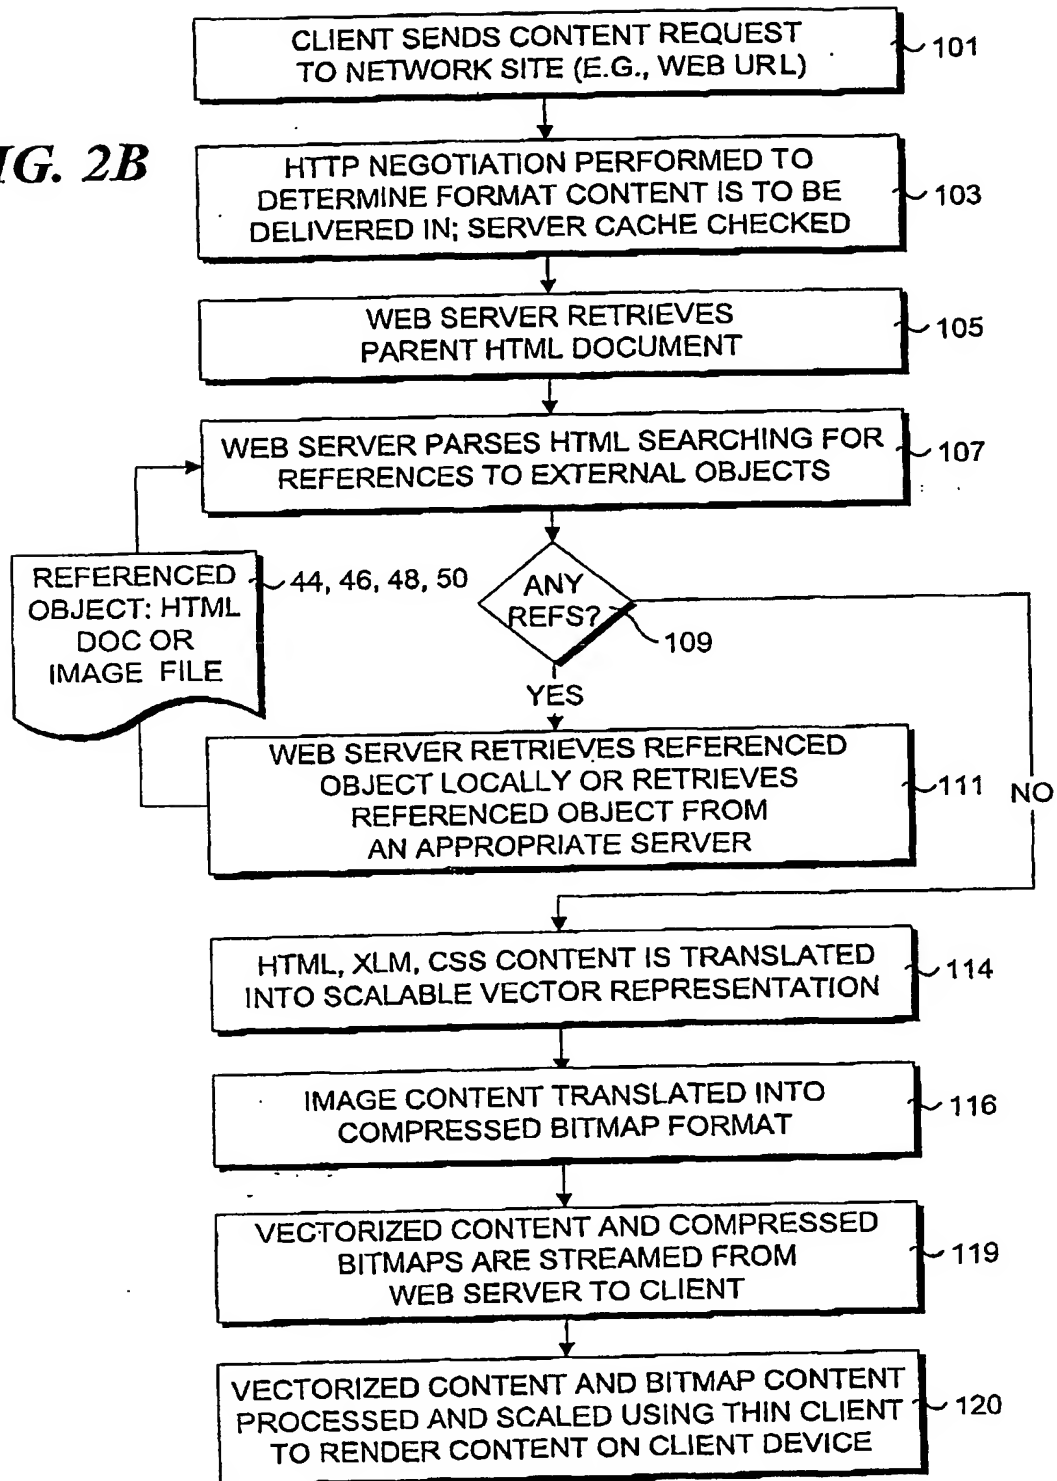 CLIENT SENDS CONTENT REQUEST
TO NETWORK SITE (E.G., WEB URL)
101
IG. 2B
HTTP NEGOTIATION PERFORMED TO
DETERMINE FORMAT CONTENT IS TO BE
DELIVERED IN; SERVER CACHE CHECKED
103
WEB SERVER RETRIEVES
PARENT HTML DOCUMENT
105
WEB SERVER PARSES HTML SEARCHING FOR
REFERENCES TO EXTERNAL OBJECTS
107
REFERENCED
OBJECT: HTML
DOC OR
IMAGE FILE
44, 46, 48, 50
ANY
REFS?
109
YES
NO
WEB SERVER RETRIEVES REFERENCED
OBJECT LOCALLY OR RETRIEVES
REFERENCED OBJECT FROM
AN APPROPRIATE SERVER
111
HTML, XLM, CSS CONTENT IS TRANSLATED
INTO SCALABLE VECTOR REPRESENTATION
114
IMAGE CONTENT TRANSLATED INTO
COMPRESSED BITMAP FORMAT
116
VECTORIZED CONTENT AND COMPRESSED
BITMAPS ARE STREAMED FROM
WEB SERVER TO CLIENT
119
VECTORIZED CONTENT AND BITMAP CONTENT
PROCESSED AND SCALED USING THIN CLIENT
TO RENDER CONTENT ON CLIENT DEVICE
120